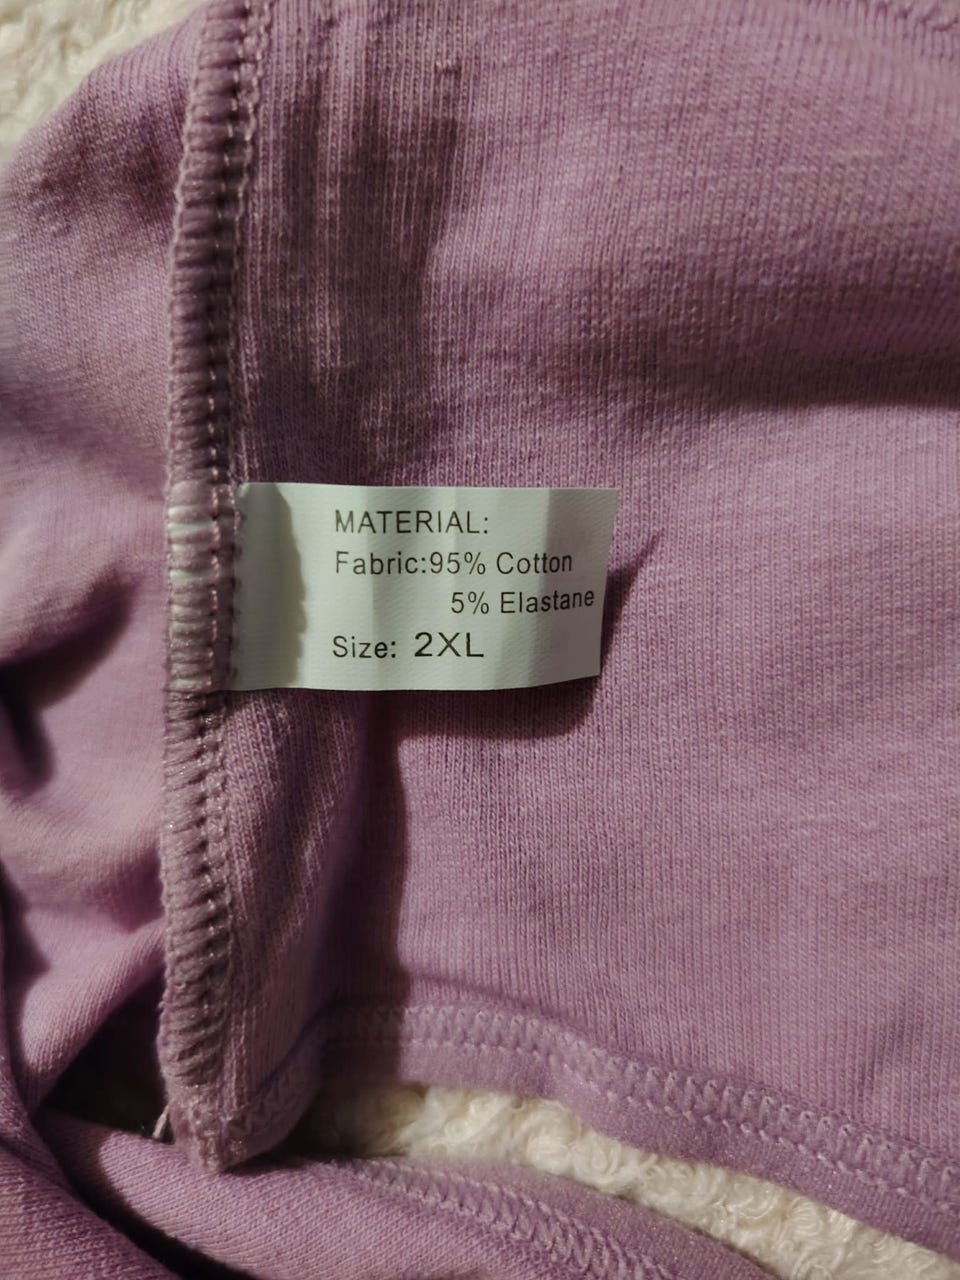 MATERIAL:
Fabric:95% Cotton
5% Elastane
Size: 2XL